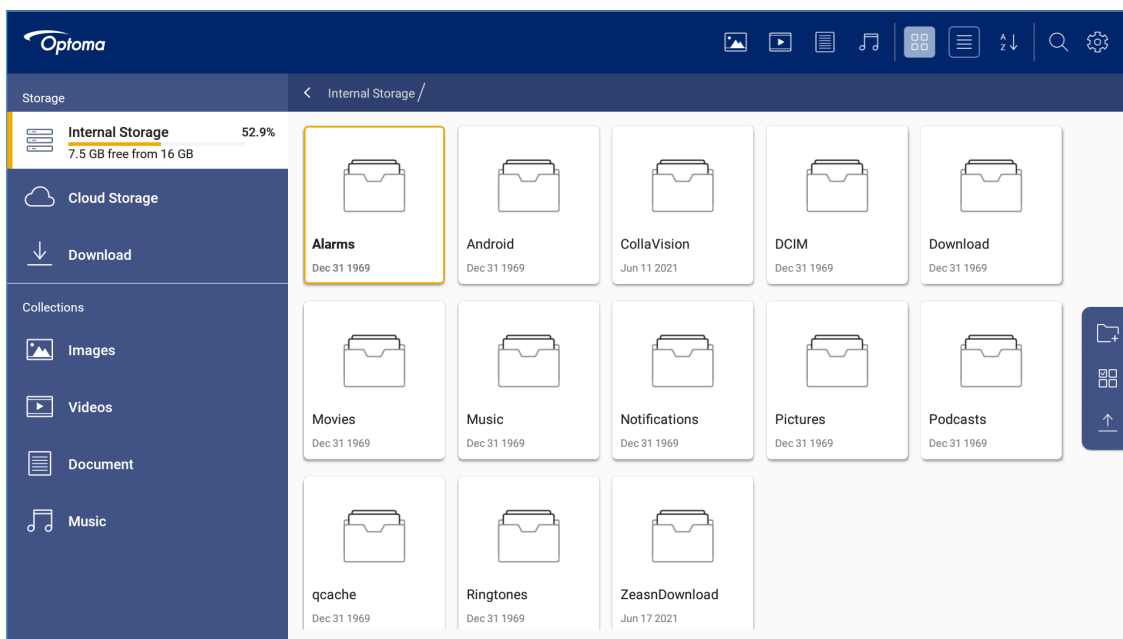 Optoma
A
Z
Storage
Internal Storage /
Internal Storage 52.9%
7.5 GB free from 16 GB
Cloud Storage
Download
Collections
Images
Videos
Document
Music
Alarms
Dec 31 1969
Android
Dec 31 1969
CollaVision
Jun 11 2021
DCIM
Dec 31 1969
Download
Dec 31 1969
Movies
Dec 31 1969
Music
Dec 31 1969
Notifications
Dec 31 1969
Pictures
Dec 31 1969
Podcasts
Dec 31 1969
qcache
Dec 31 1969
Ringtones
Dec 31 1969
ZeasnDownload
Jun 17 2021